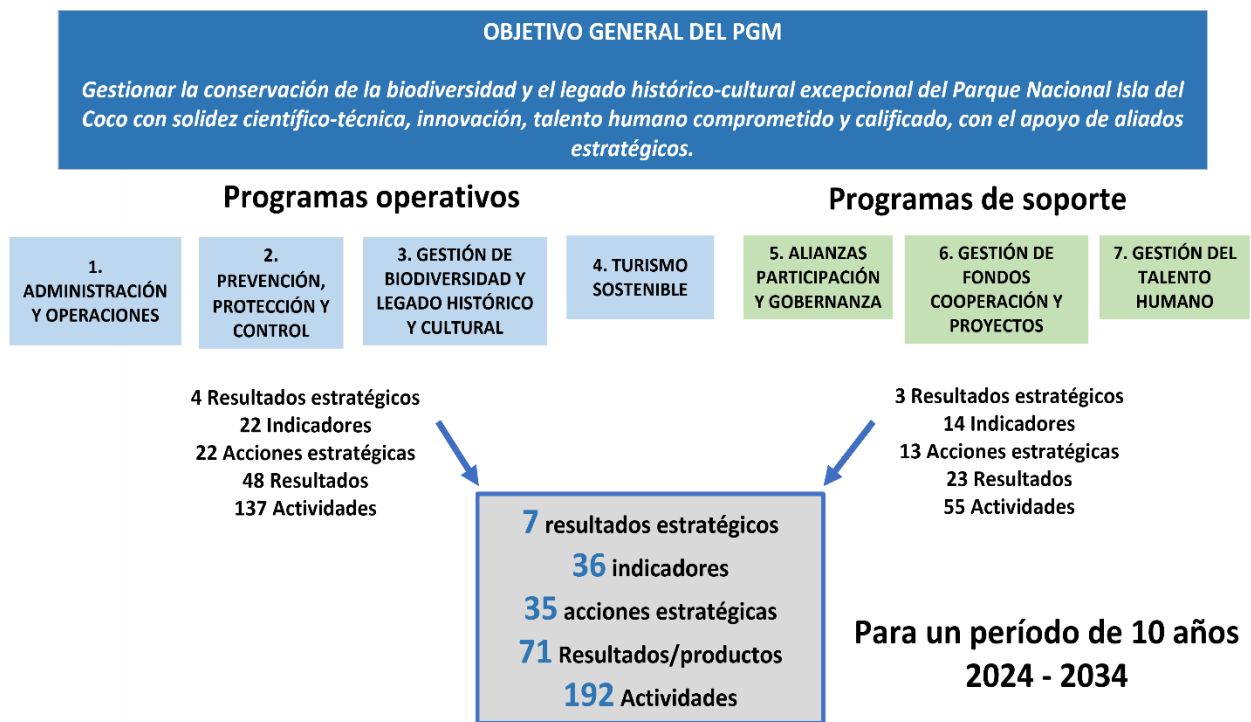 OBJETIVO GENERAL DEL PGM
Gestionar la conservación de la biodiversidad y el legado histórico-cultural excepcional del Parque Nacional Isla del
Coco con solidez científico-técnica, innovación, talento humano comprometido y calificado, con el apoyo de aliados
estratégicos.
Programas operativos
Programas de soporte
1.
ADMINISTRACIÓN
Y OPERACIONES
2.
PREVENCIÓN,
PROTECCIÓN Y
CONTROL
3. GESTIÓN DE
BIODIVERSIDAD Y
LEGADO HISTÓRICO
Y CULTURAL
4. TURISMO
SOSTENIBLE
5. ALIANZAS
PARTICIPACIÓN
Y GOBERNANZA
6. GESTIÓN DE
FONDOS
COOPERACIÓN Y
PROYECTOS
7. GESTIÓN DEL
TALENTO
HUMANO
4 Resultados estratégicos
22 Indicadores
22 Acciones estratégicas
48 Resultados
137 Actividades
3 Resultados estratégicos
14 Indicadores
13 Acciones estratégicas
23 Resultados
55 Actividades
7 resultados estratégicos
36 indicadores
35 acciones estratégicas
71 Resultados/productos
192 Actividades
Para un período de 10 años
2024 - 2034